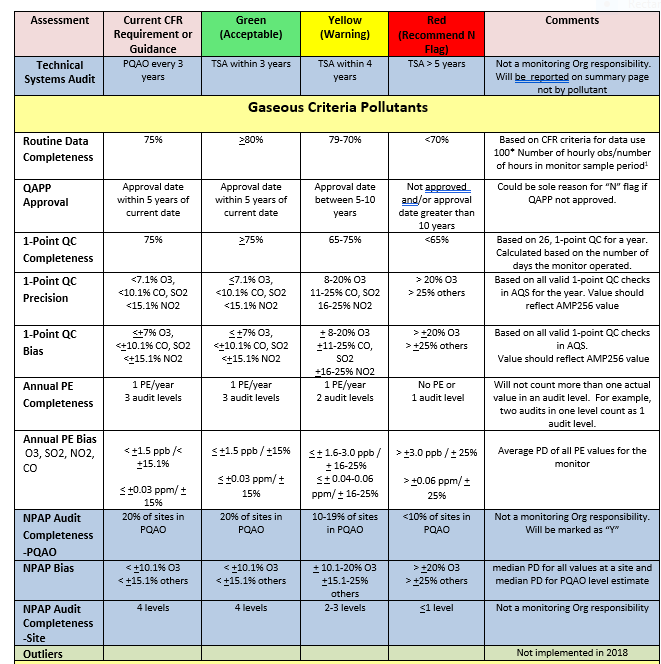 Assessment
Current CFR
Requirement or
Guidance
Green
(Acceptable)
Yellow
(Warning)
Red
(Recommend N
Flag)
Comments
Technical
Systems Audit
PQAO every 3
years
TSA within 3 years
TSA within 4
years
TSA > 5 years
Not a monitoring Org responsibility.
Will be reported on summary page
not by pollutant
Gaseous Criteria Pollutants
Routine Data
Completeness
75%
≥80%
79-70%
<70%
Based on CFR criteria for data use
100* Number of hourly obs/number
of hours in monitor sample period¹
QAPP
Approval
Approval date
within 5 years of
current date
Approval date
within 5 years of
current date
Approval date
between 5-10
years
Not approved
and/or approval
date greater than
10 years
Could be sole reason for "N" flag if
QAPP not approved.
1-Point QC
Completeness
75%
≥75%
65-75%
<65%
Based on 26, 1-point QC for a year.
Calculated based on the number of
days the monitor operated.
1-Point QC
Precision
<7.1% O3,
<10.1% CO, SO2
<15.1% NO2
≤7.1% O3,
<10.1% CO, SO2
<15.1% NO2
8-20% O3
11-25% CO, SO2
16-25% NO2
> 20% O3
> 25% others
Based on all valid 1-point QC checks
in AQS for the year. Value should
reflect AMP256 value
1-Point QC
Bias
≤±7% O3,
<±10.1% CO, SO2
<±15.1% NO2
≤ ±7% O3,
<±10.1% CO, SO2
<±15.1% NO2
± 8-20% O3
±11-25% CO,
SO2
±16-25% NO2
> ±20% O3
> ±25% others
Based on all valid 1-point QC checks
in AQS.
Value should reflect AMP256 value
Annual PE
Completeness
1 PE/year
3 audit levels
1 PE/year
3 audit levels
1 PE/year
2 audit levels
No PE or
1 audit level
Will not count more than one actual
value in an audit level. For example,
two audits in one level count as 1
audit level.
Annual PE Bias
O3, SO2, NO2,
CO
< ±1.5 ppb /<
±15.1%
≤ ±0.03 ppm/ ±
15%
≤ ±1.5 ppb / ±15%
≤ ±0.03 ppm/ ±
15%
≤ ± 1.6-3.0 ppb /
± 16-25%
≤ ± 0.04-0.06
ppm/ ± 16-25%
> ±3.0 ppb / ± 25%
> ±0.06 ppm/ ±
25%
Average PD of all PE values for the
monitor
NPAP Audit
Completeness
-PQAO
20% of sites in
PQAO
20% of sites in
PQAO
10-19% of sites
in PQAO
<10% of sites in
PQAO
Not a monitoring Org responsibility.
Will be marked as "Y"
NPAP Bias
< ±10.1% O3
< ±15.1% others
< ±10.1% O3
< ±15.1% others
± 10.1-20% O3
±15.1-25%
others
> ±20% O3
> ±25% others
median PD for all values at a site and
median PD for PQAO level estimate
NPAP Audit
Completeness
-Site
4 levels
4 levels
2-3 levels
≤1 level
Not a monitoring Org responsibility
Outliers
Not implemented in 2018